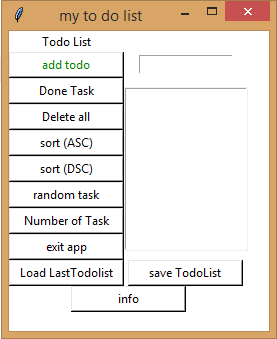 my to do list
Todo List
add todo
Done Task
Delete all
sort (ASC)
sort (DSC)
random task
Number of Task
exit app
Load LastTodolist
save TodoList
info